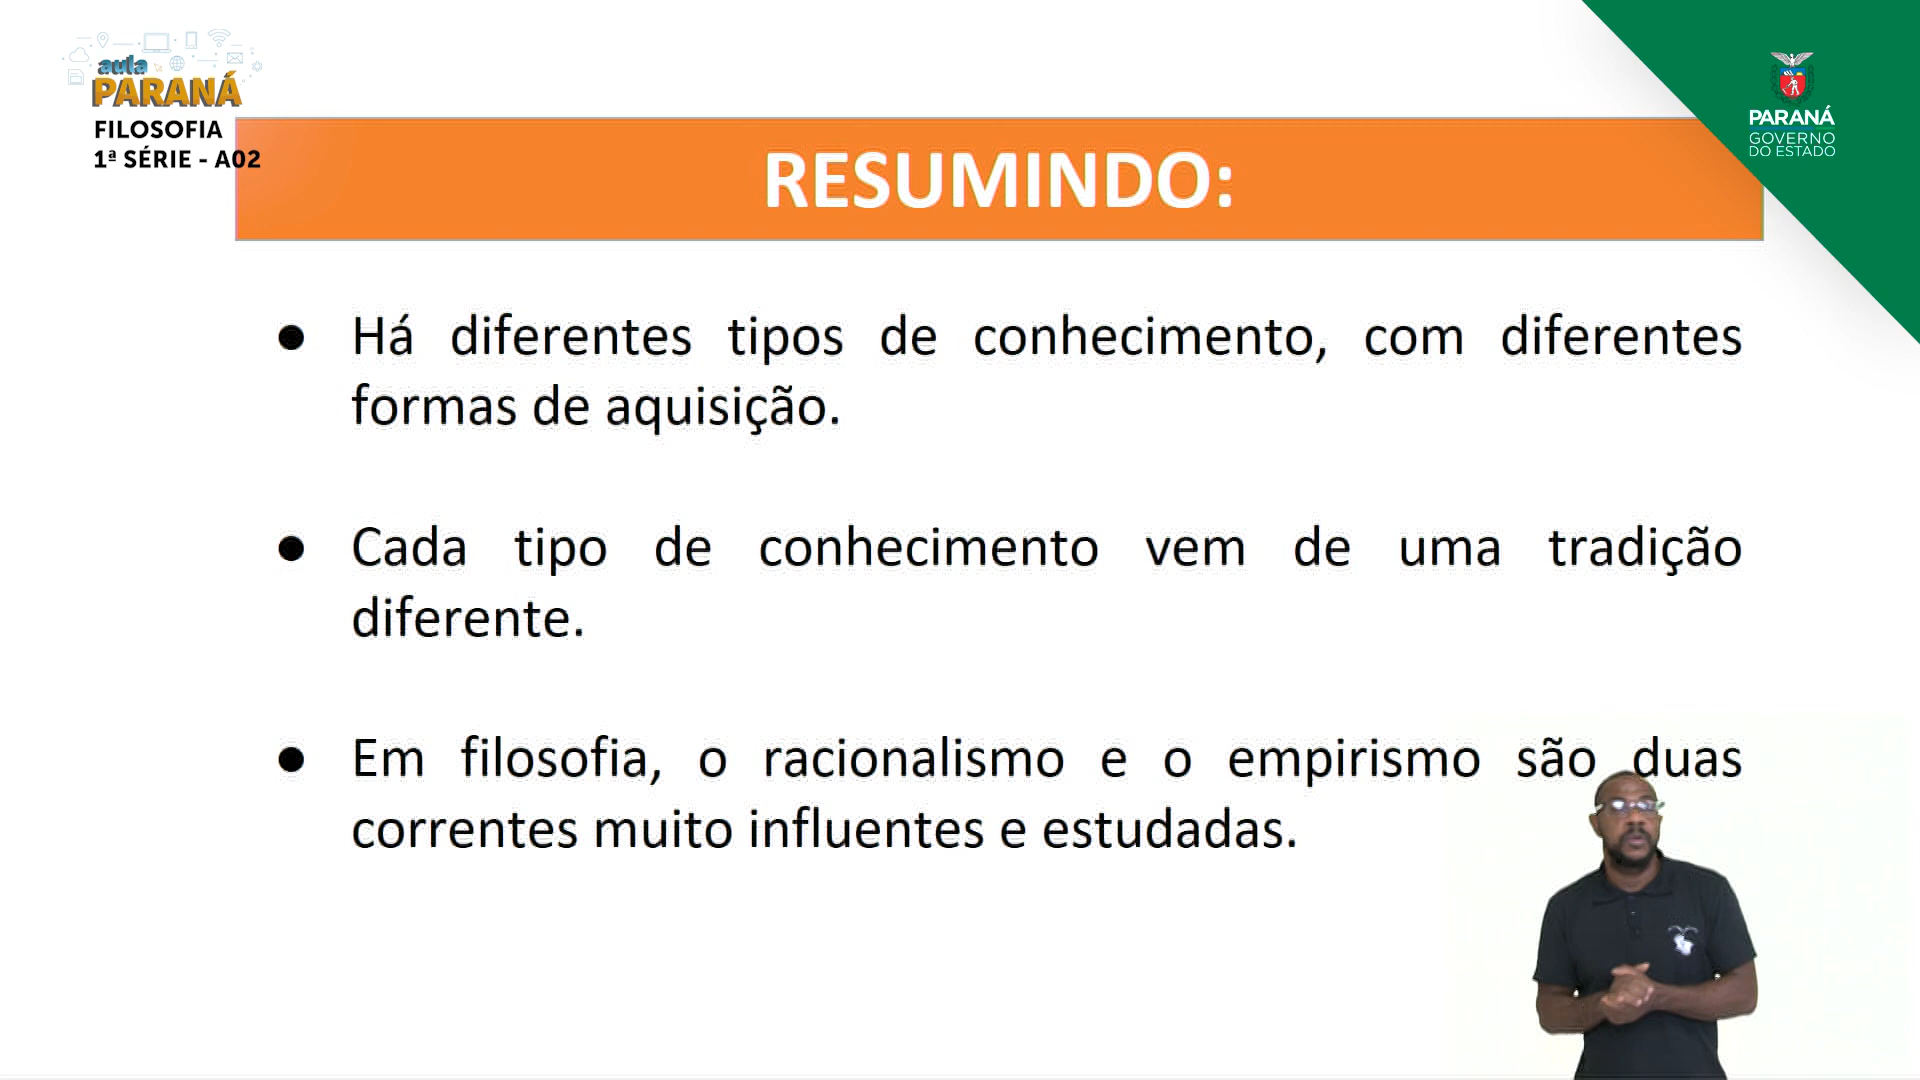 aula
PARANÁ
FILOSOFIA
1ª SÉRIE - A02
PARANÁ
GOVERNO
DO ESTADO
RESUMINDO:
● Há diferentes tipos de conhecimento, com diferentes
formas de aquisição.
● Cada tipo de conhecimento vem de uma tradição
diferente.
● Em filosofia, o racionalismo e o empirismo são duas
correntes muito influentes e estudadas.